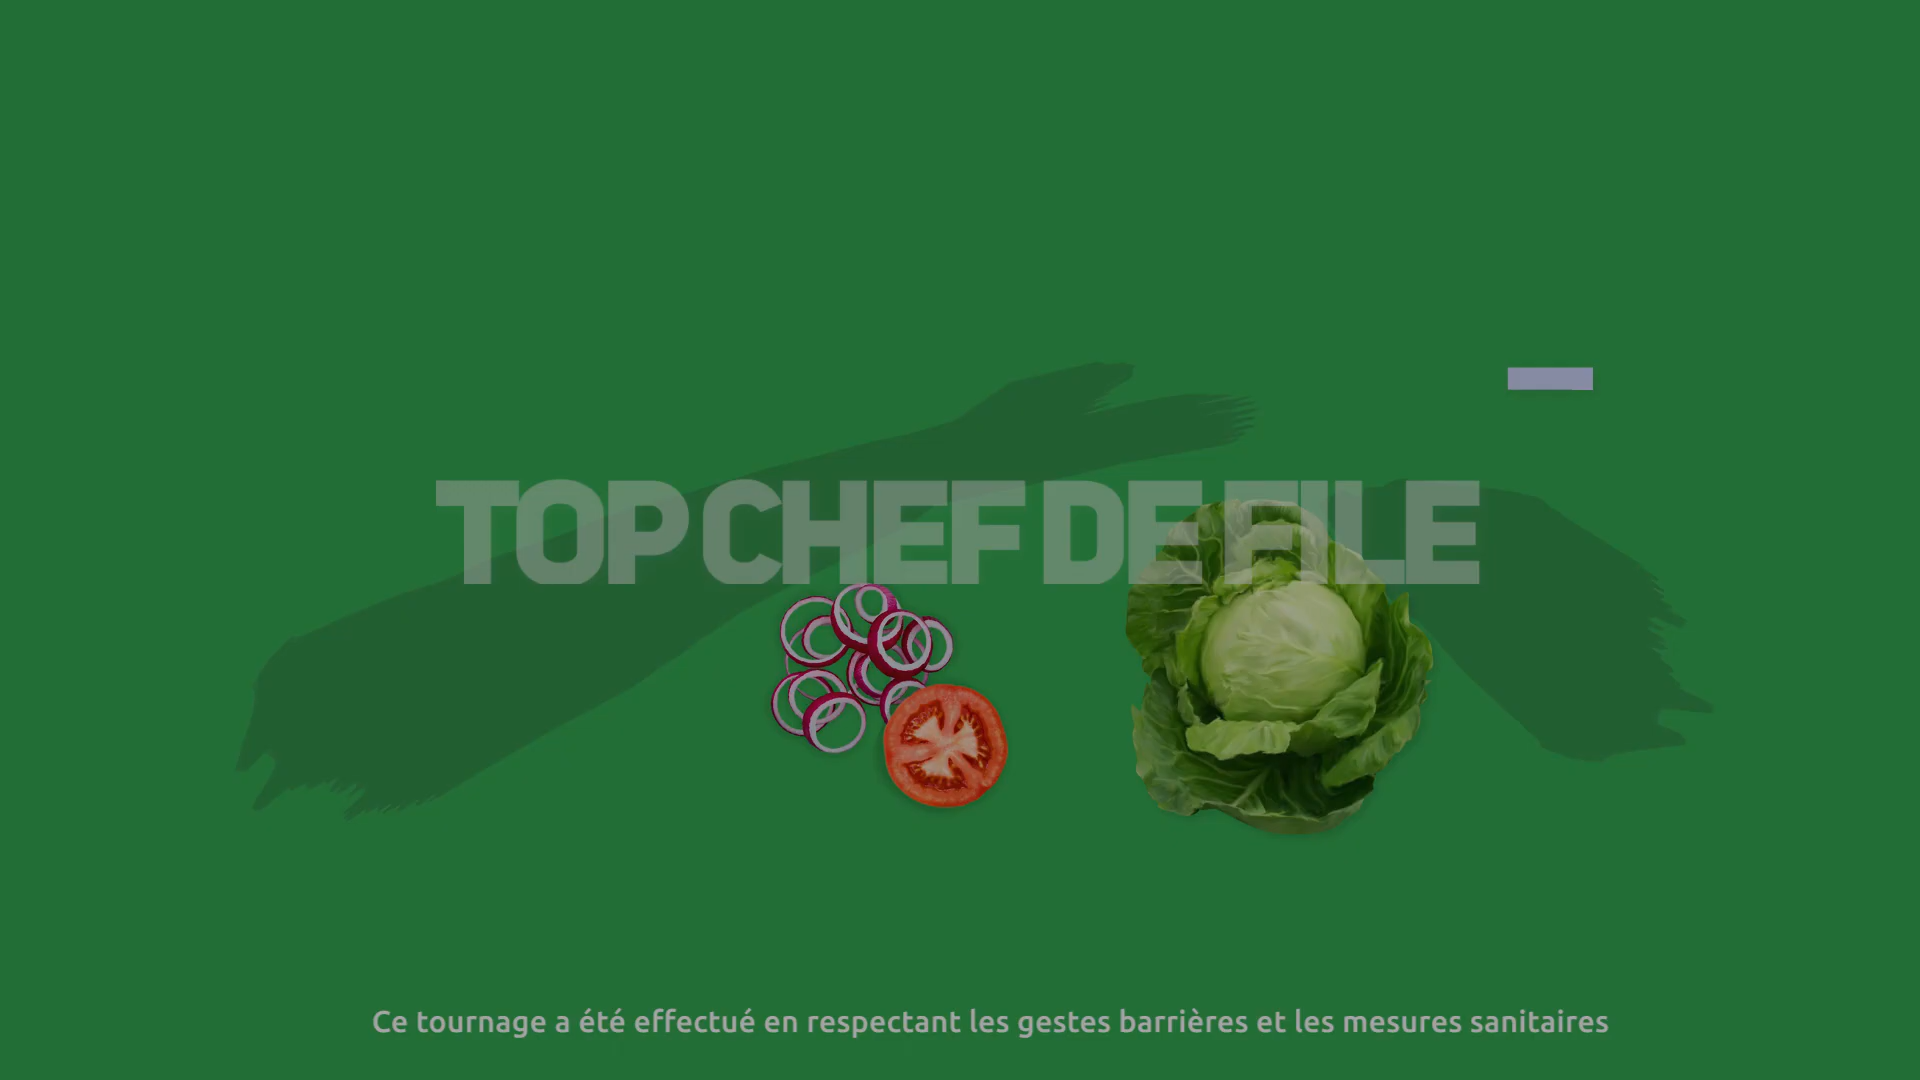 TOP CHEF DE FILE
Ce tournage a été effectué en respectant les gestes barrières et les mesures sanitaires